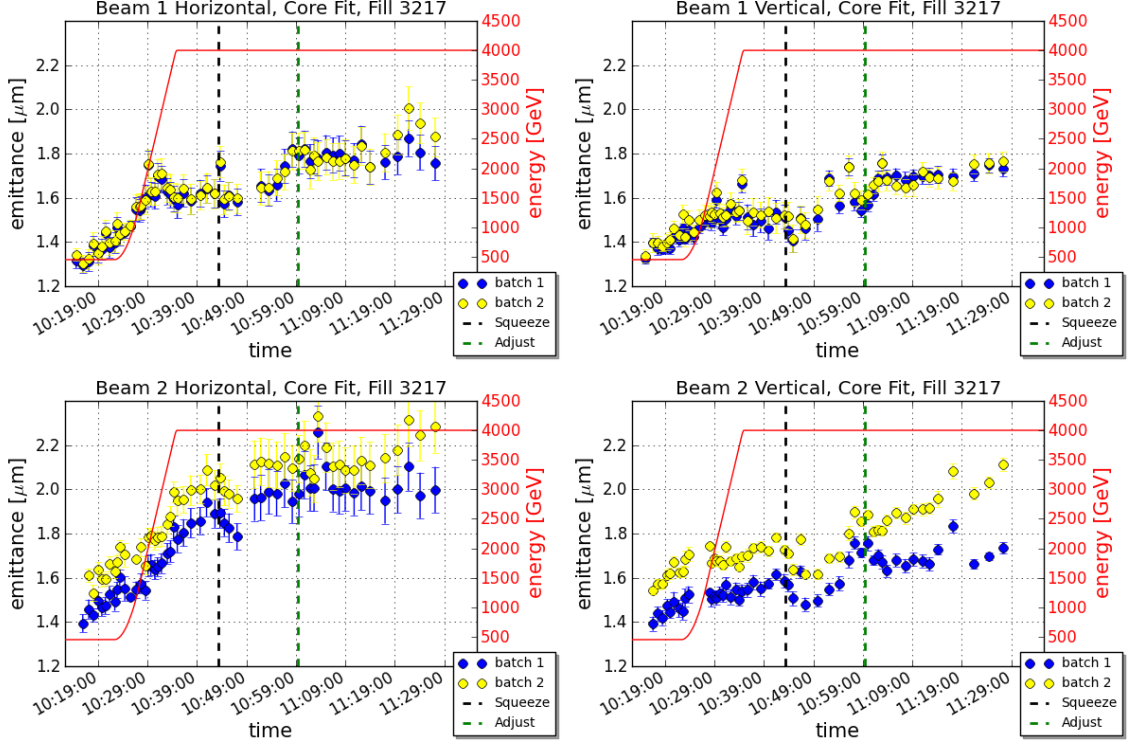 Beam 1 Horizontal, Core Fit, Fill 3217
emittance [μm]
2.2
2.0
1.8
1.6
1.4
1.2
4500
4000
3500
3000
2500
2000
1500
1000
500
energy [GeV]
10:19:00 10:29:00 10:39:00 10:49:00 10:59:00 11:09:00 11:19:00 11:29:00
time
batch 1
batch 2
Squeeze
Adjust
Beam 1 Vertical, Core Fit, Fill 3217
emittance [μm]
2.2
2.0
1.8
1.6
1.4
1.2
4500
4000
3500
3000
2500
2000
1500
1000
500
energy [GeV]
10:19:00 10:29:00 10:39:00 10:49:00 10:59:00 11:09:00 11:19:00 11:29:00
time
batch 1
batch 2
Squeeze
Adjust
Beam 2 Horizontal, Core Fit, Fill 3217
emittance [μm]
2.2
2.0
1.8
1.6
1.4
1.2
4500
4000
3500
3000
2500
2000
1500
1000
500
energy [GeV]
10:19:00 10:29:00 10:39:00 10:49:00 10:59:00 11:09:00 11:19:00 11:29:00
time
batch 1
batch 2
Squeeze
Adjust
Beam 2 Vertical, Core Fit, Fill 3217
emittance [μm]
2.2
2.0
1.8
1.6
1.4
1.2
4500
4000
3500
3000
2500
2000
1500
1000
500
energy [GeV]
10:19:00 10:29:00 10:39:00 10:49:00 10:59:00 11:09:00 11:19:00 11:29:00
time
batch 1
batch 2
Squeeze
Adjust